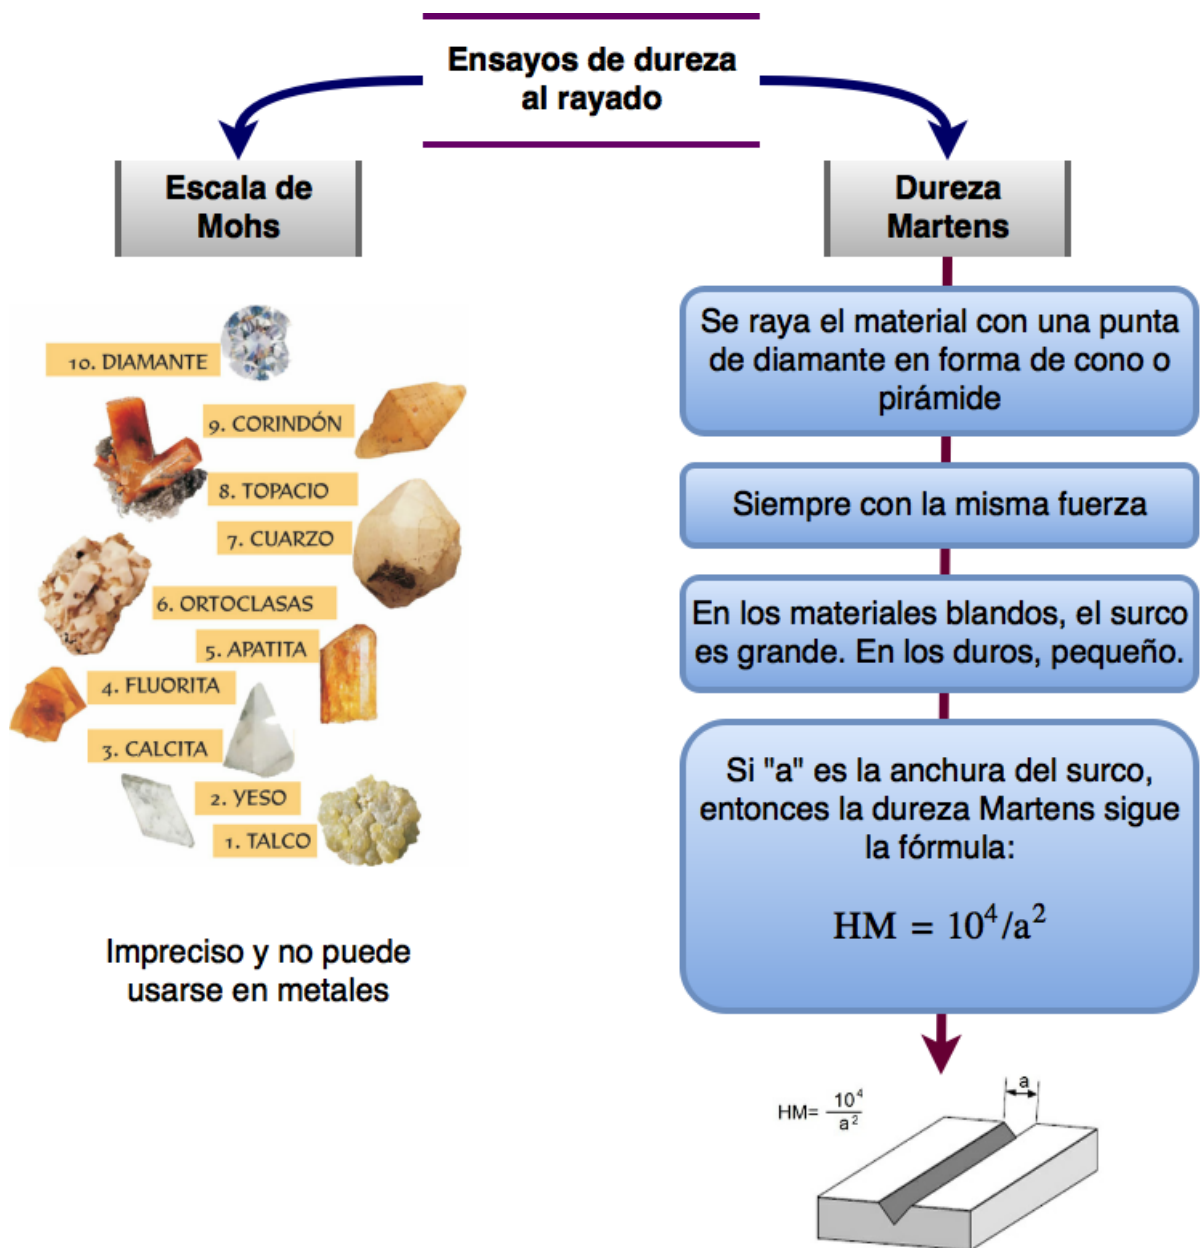 Ensayos de dureza
al rayado
Escala de
Mohs
10. DIAMANTE
9. CORINDÓN
8. TOPACIO
7. CUARZO
6. ORTOCLASAS
5. APATITA
4. FLUORITA
3. CALCITA
2. YESO
1. TALCO
Impreciso y no puede
usarse en metales
Dureza
Martens
Se raya el material con una punta
de diamante en forma de cono o
pirámide
Siempre con la misma fuerza
En los materiales blandos, el surco
es grande. En los duros, pequeño.
Si "a" es la anchura del surco,
entonces la dureza Martens sigue
la fórmula:
HM = 10⁴/a²
a
HM= 10⁴/a²